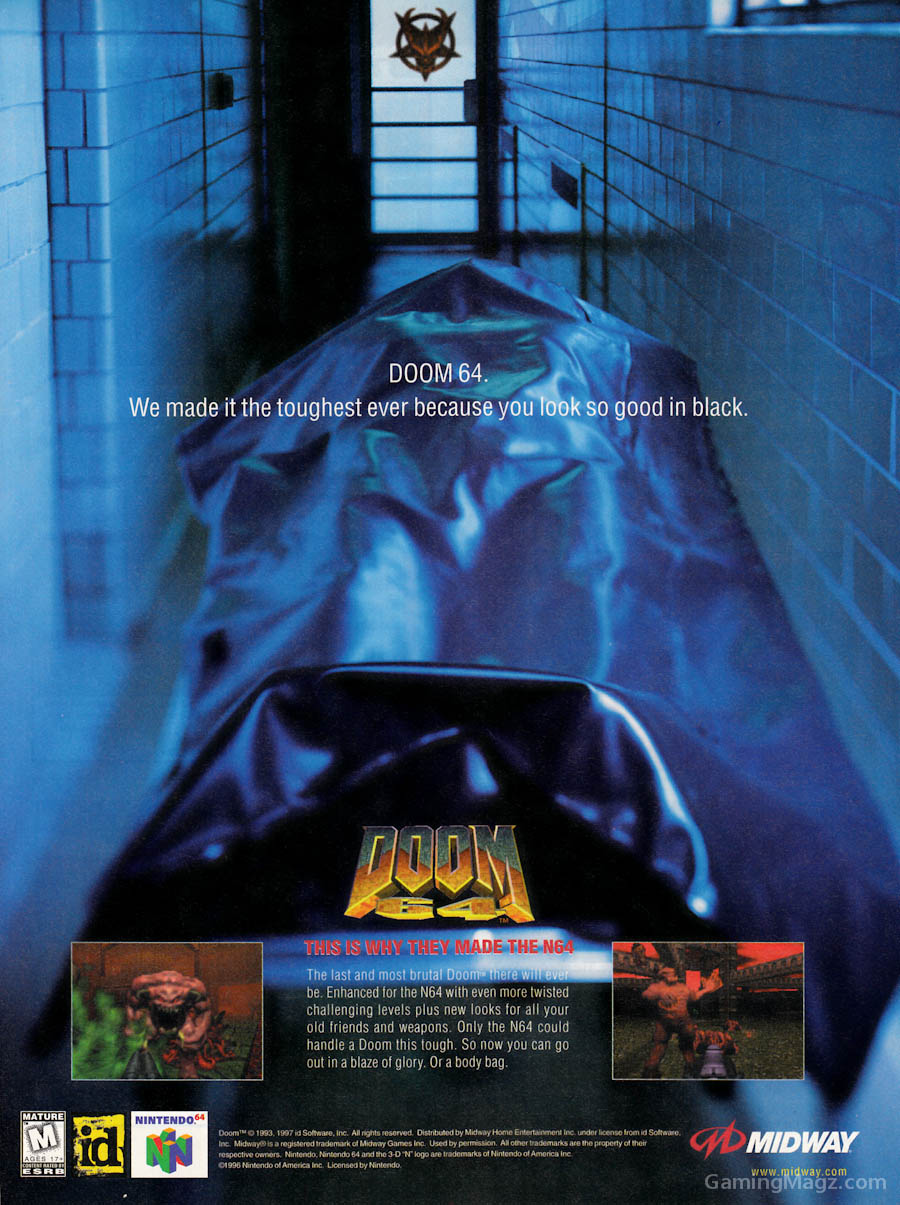 DOOM 64.
We made it the toughest ever because you look so good in black.
DOOM
64
TM
THIS IS WHY THEY MADE THE N64
The last and most brutal Doom™ there will ever
be. Enhanced for the N64 with even more twisted
challenging levels plus new looks for all your
old friends and weapons. Only the N64 could
handle a Doom this tough. So now you can go
out in a blaze of glory. Or a body bag.
MATURE
M
AGES 17+
CONTENT RATED BY
ESRB
id
NINTENDO64
N
Doom™ © 1993, 1997 id Software, Inc. All rights reserved. Distributed by Midway Home Entertainment Inc. under license from id Software,
Inc. Midway® is a registered trademark of Midway Games Inc. Used by permission. All other trademarks are the property of their
respective owners. Nintendo, Nintendo 64 and the 3-D "N" logo are trademarks of Nintendo of America Inc.
©1996 Nintendo of America Inc. Licensed by Nintendo.
MIDWAY
www.midway.com
GamingMagz.com